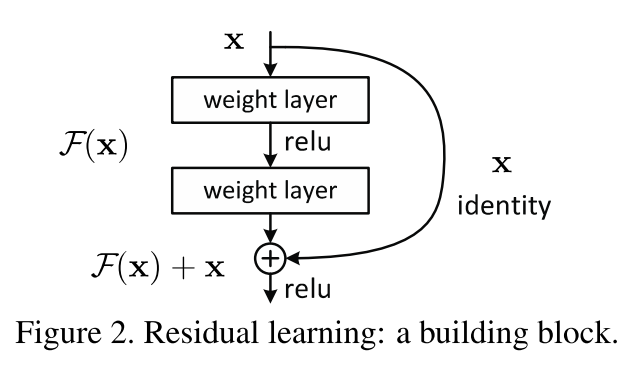 x
weight layer
F(x)
relu
x
weight layer
identity
F(x) + x
relu
Figure 2. Residual learning: a building block.